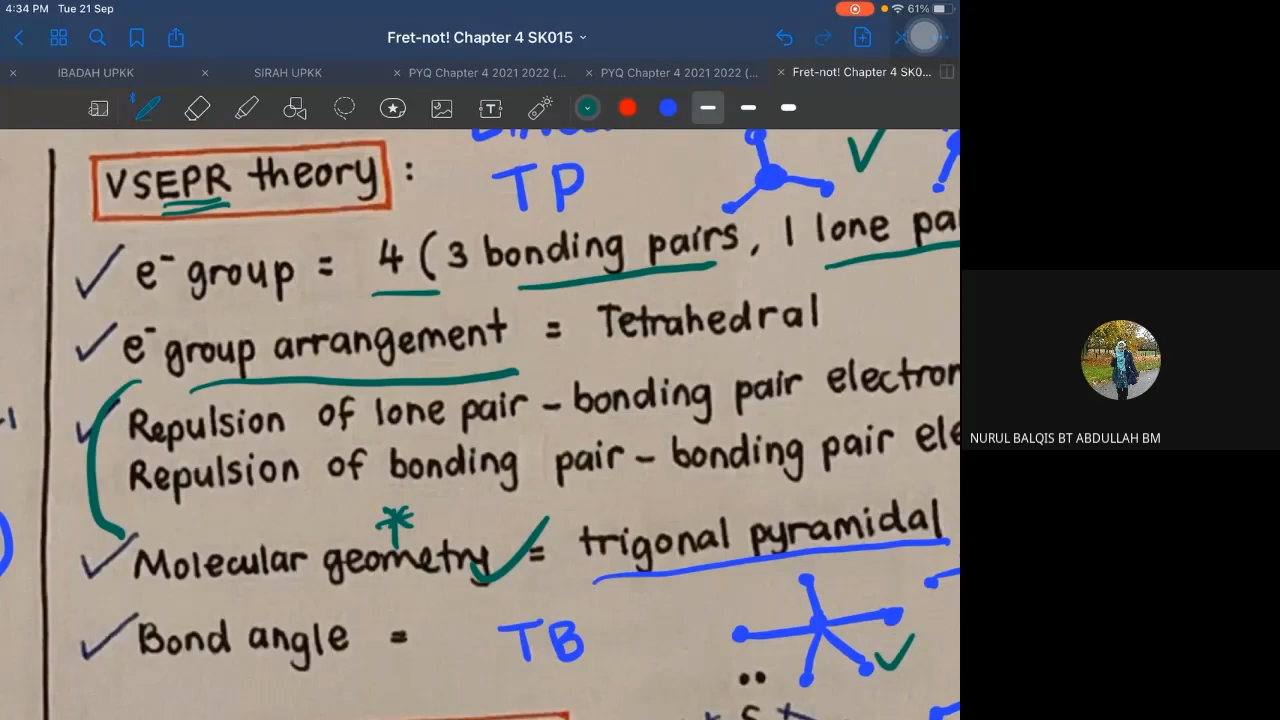 4:34 PM Tue 21 Sep
61%
Fret-not! Chapter 4 SK015
IBADAH UPKK
SIRAH UPKK
PYQ Chapter 4 2021 2022 (...
PYQ Chapter 4 2021 2022 (...
Fret-not! Chapter 4 SK0...
VSEPR theory :
TP
e⁻ group = 4 ( 3 bonding pairs, 1 lone pa
e⁻ group arrangement = Tetrahedral
Repulsion of lone pair - bonding pair electron
Repulsion of bonding pair - bonding pair ele
* Molecular geometry = trigonal pyramidal
Bond angle =
TB
NURUL BALQIS BT ABDULLAH BM